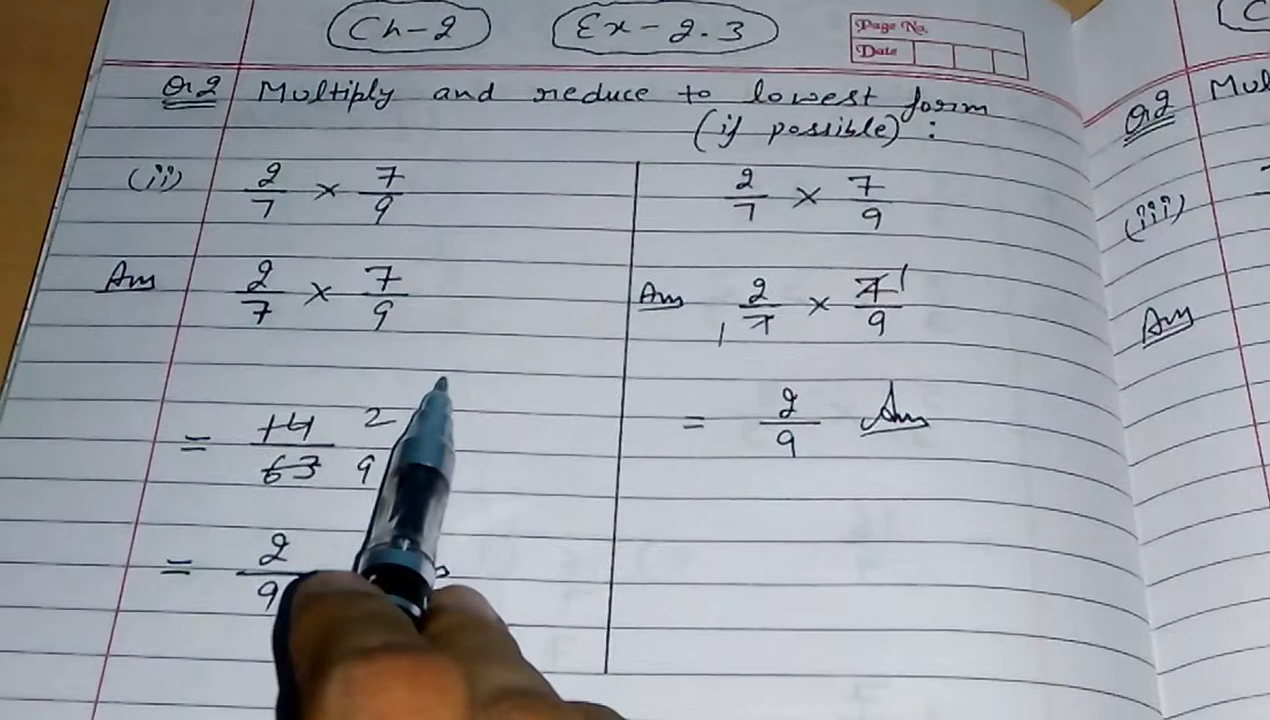 Ch-2 Ex-2.3
Page No.
Date
Q2 Multiply and reduce to lowest form
(if possible) :
(ii) 2/7 × 7/9
Ans 2/7 × 7/9
= 14/63 2/9
= 2/9
2/7 × 7/9
Ans 1 2/7 × 7/9 1
= 2/9 Ans
Q2
(iii)
Ans